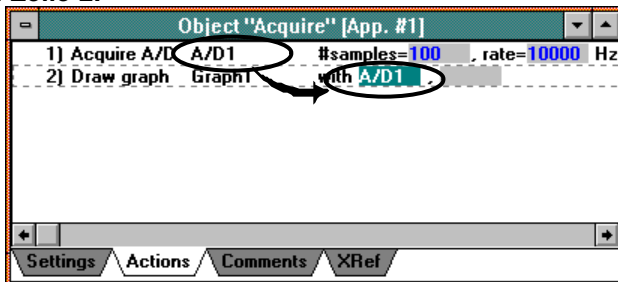 Object "Acquire" [App. #1]
1) Acquire A/D A/D1 #samples=100 , rate=10000 Hz
2) Draw graph Graph1 with A/D1 ,
Settings Actions Comments XRef